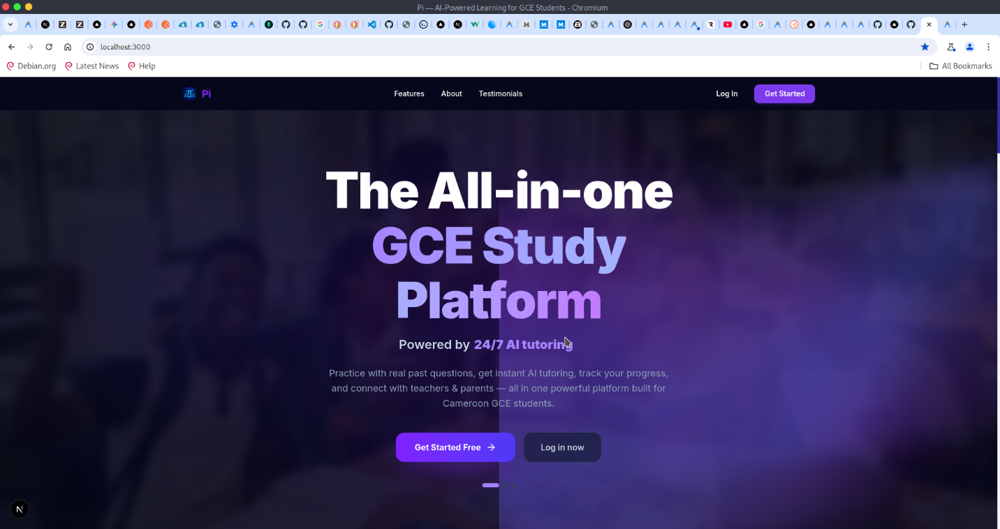 Pi — AI-Powered Learning for GCE Students - Chromium
localhost:3000
Debian.org
Latest News
Help
All Bookmarks
Pi
Features
About
Testimonials
Log In
Get Started
The All-in-one
GCE Study
Platform
Powered by 24/7 AI tutoring
Practice with real past questions, get instant AI tutoring, track your progress,
and connect with teachers & parents — all in one powerful platform built for
Cameroon GCE students.
Get Started Free
Log in now
N